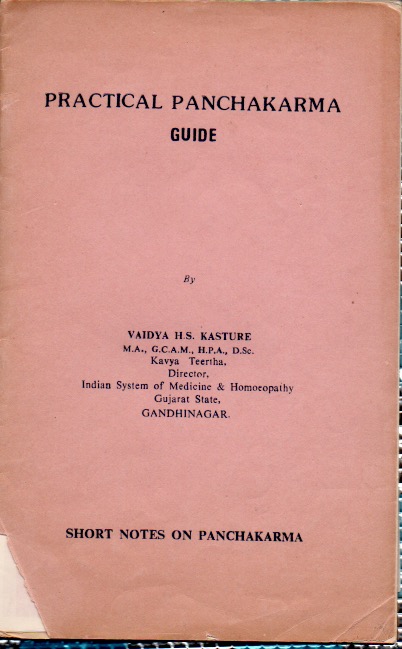 PRACTICAL PANCHAKARMA
GUIDE
By
VAIDYA H.S. KASTURE
M.A., G.C.A.M., H.P.A., D.Sc.
Kavya Teertha,
Director,
Indian System of Medicine & Homoeopathy
Gujarat State,
GANDHINAGAR.
SHORT NOTES ON PANCHAKARMA